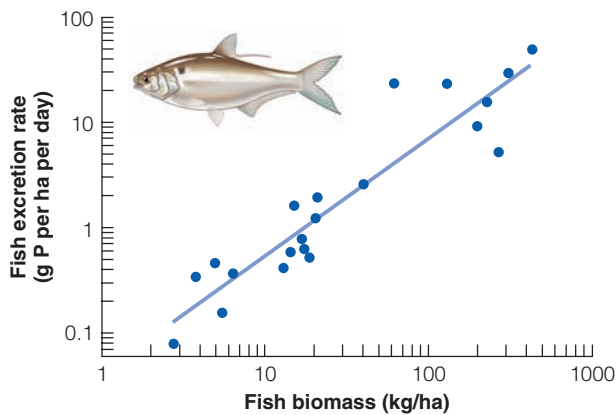 100
10
1
0.1
Fish excretion rate
(g P per ha per day)
1
10
100
1000
Fish biomass (kg/ha)